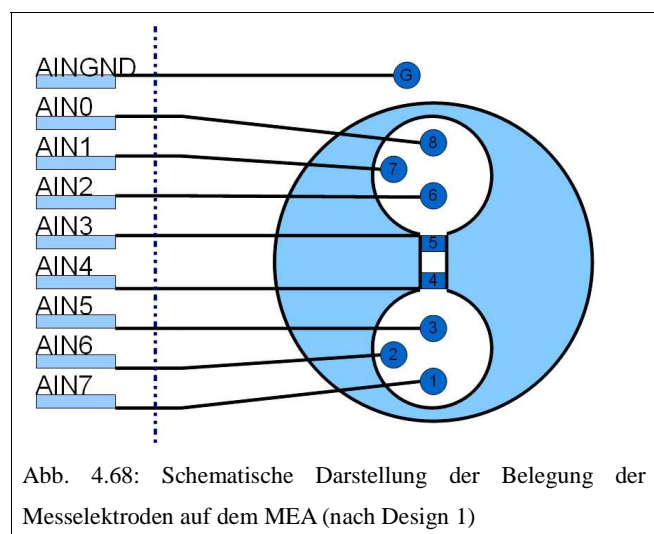 AINGND
G
AIN0
8
AIN1
7
AIN2
6
AIN3
5
AIN4
4
AIN5
3
AIN6
2
AIN7
1
Abb. 4.68: Schematische Darstellung der Belegung der
Messelektroden auf dem MEA (nach Design 1)